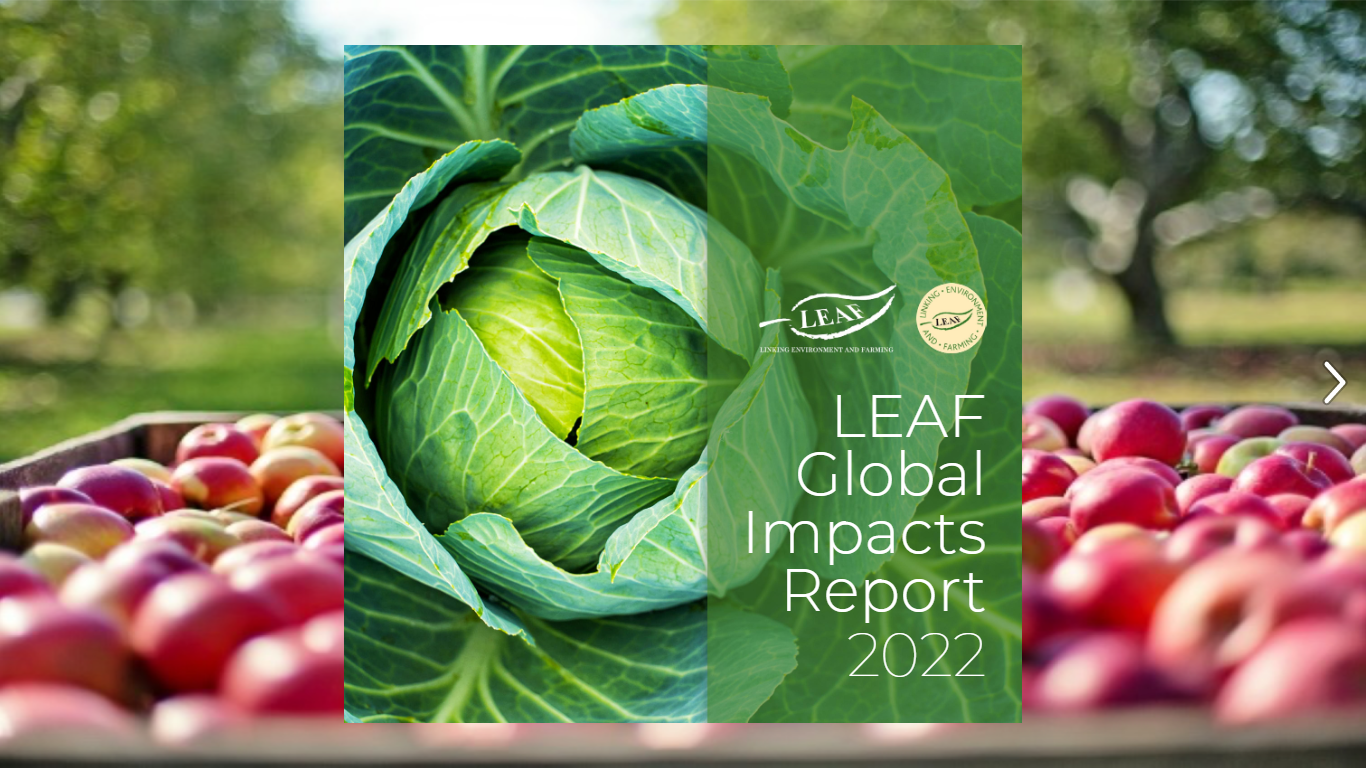 LEAF
LINKING ENVIRONMENT AND FARMING
LINKING • ENVIRONMENT
LEAF
AND • FARMING •
LEAF
Global
Impacts
Report
2022